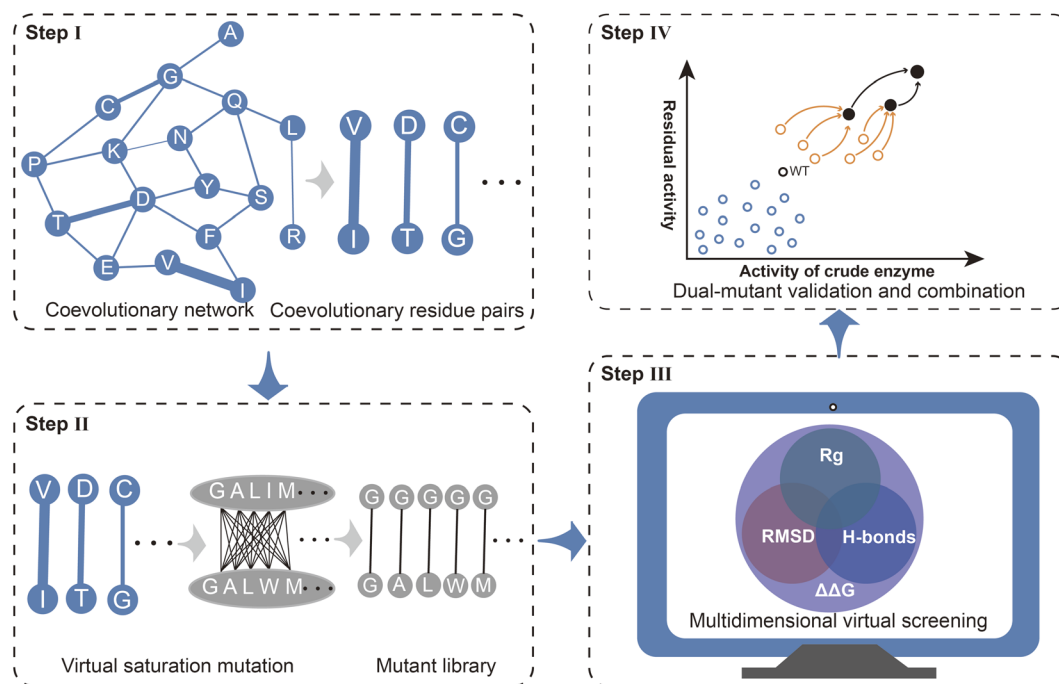 Step I
A
G
C
Q
L
N
K
P
Y
D
S
T
F
R
E
V
I
V D C
I T G
...
Coevolutionary network
Coevolutionary residue pairs
Step II
V D C
I T G
...
G A L I M ...
G A L W M ...
...
G G G G G
G A L W M
...
Virtual saturation mutation
Mutant library
Step III
Rg
RMSD
H-bonds
ΔΔG
Multidimensional virtual screening
Step IV
Residual activity
WT
Activity of crude enzyme
Dual-mutant validation and combination